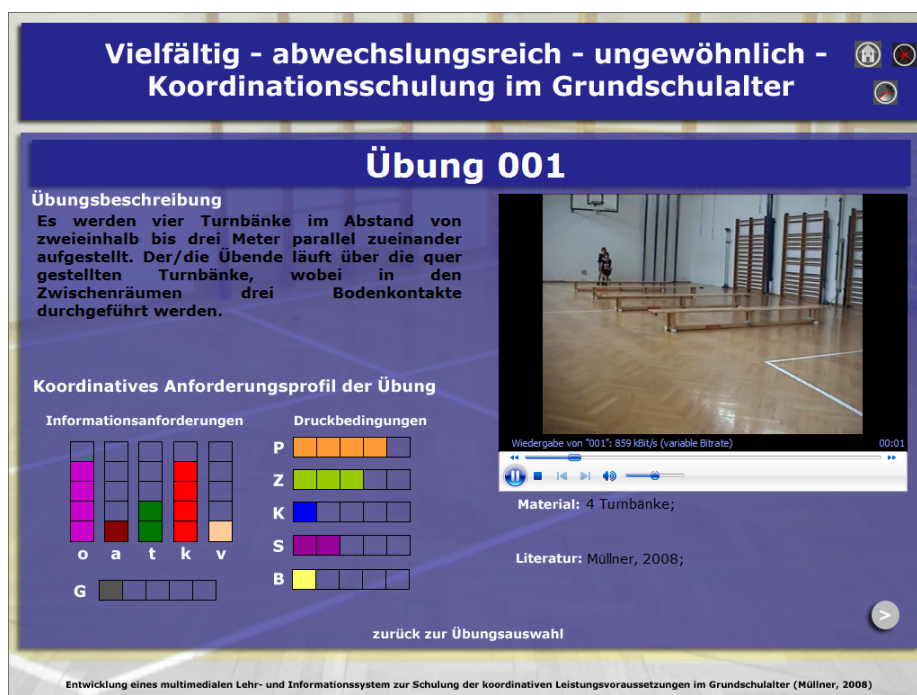 Vielfältig - abwechslungsreich - ungewöhnlich -
Koordinationsschulung im Grundschulalter
Übung 001
Übungsbeschreibung
Es werden vier Turnbänke im Abstand von
zweieinhalb bis drei Meter parallel zueinander
aufgestellt. Der/die Übende läuft über die quer
gestellten Turnbänke, wobei in den
Zwischenräumen drei Bodenkontakte
durchgeführt werden.
Koordinatives Anforderungsprofil der Übung
Informationsanforderungen
o a t k v
G
Druckbedingungen
P
Z
K
S
B
Wiedergabe von "001": 859 kBit/s (variable Bitrate) 00:01
Material: 4 Turnbänke;
Literatur: Müllner, 2008;
>
zurück zur Übungsauswahl
Entwicklung eines multimedialen Lehr- und Informationssystem zur Schulung der koordinativen Leistungsvoraussetzungen im Grundschulalter (Müllner, 2008)